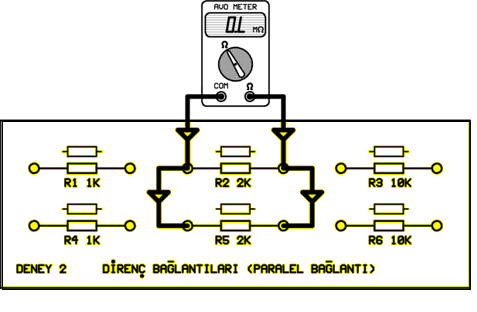 AVO METER
0.L MΩ
Ω
COM Ω
R1 1K R2 2K R3 10K
R4 1K R5 2K R6 10K
DENEY 2 DİRENÇ BAĞLANTILARI (PARALEL BAĞLANTI)